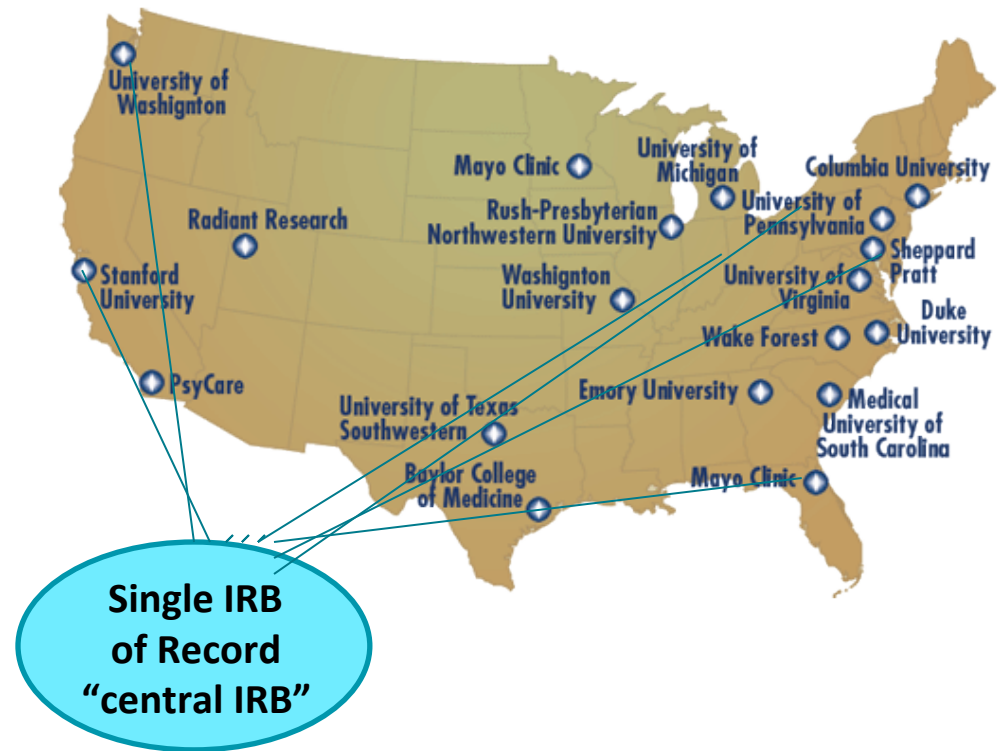 University of
Washignton
Mayo Clinic
University of
Michigan
Columbia University
Radiant Research
Rush-Presbyterian
Northwestern University
University of
Pennsylvania
Stanford
University
Washignton
University
University of
Virginia
Sheppard
Pratt
Duke
University
Wake Forest
PsyCare
University of Texas
Southwestern
Emory University
Medical
University of
South Carolina
Baylor College
of Medicine
Mayo Clinic
Single IRB
of Record
“central IRB”